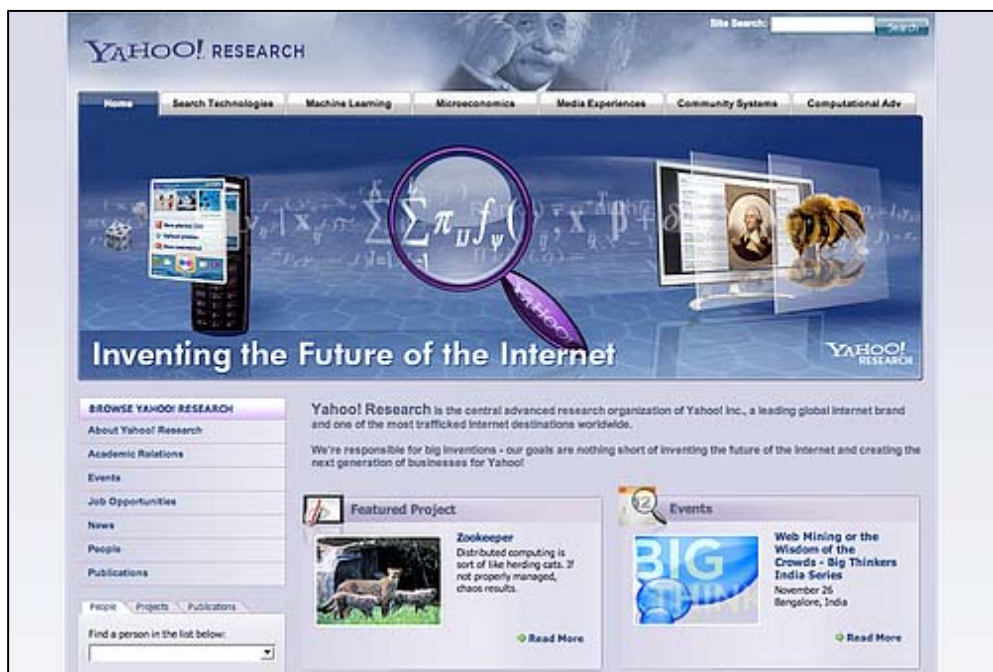 Site Search: Search
YAHOO! RESEARCH
Home Search Technologies Machine Learning Microeconomics Media Experiences Community Systems Computational Adv
YAHOO!
Inventing the Future of the Internet
YAHOO! RESEARCH
BROWSE YAHOO! RESEARCH
About Yahoo! Research
Academic Relations
Events
Job Opportunities
News
People
Publications
People Projects Publications
Find a person in the list below:
Yahoo! Research is the central advanced research organization of Yahoo! Inc., a leading global Internet brand
and one of the most trafficked Internet destinations worldwide.
We're responsible for big inventions - our goals are nothing short of inventing the future of the Internet and creating the
next generation of businesses for Yahoo!
Featured Project
Zookeeper
Distributed computing is
sort of like herding cats. If
not properly managed,
chaos results.
Read More
12
Events
BIG
THINK
Web Mining or the
Wisdom of the
Crowds - Big Thinkers
India Series
November 26
Bangalore, India
Read More